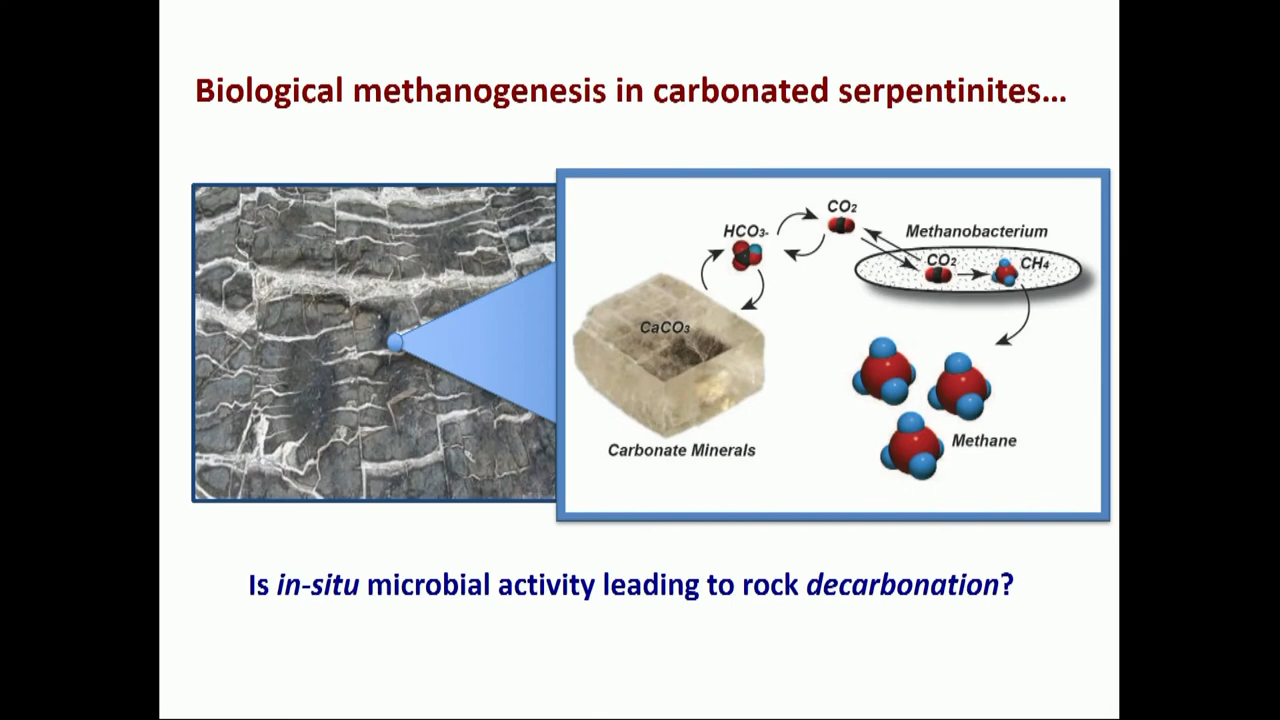 Biological methanogenesis in carbonated serpentinites...
CO₂
HCO₃-
Methanobacterium
CO₂
CH₄
CaCO₃
Methane
Carbonate Minerals
Is in-situ microbial activity leading to rock decarbonation?